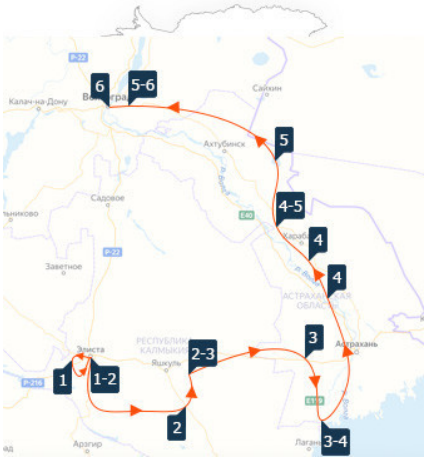 Р-22
Сайхин
6
5-6
Калач-на-Дону
Ахтубинск
5
Садовое
р. Волга
4-5
Е40
Хараба
4
Р-22
4
Заветное
АСТРАХАНСКАЯ
ОБЛАСТЬ
РЕСПУБЛИКА
КАЛМЫКИЯ
Элиста
2-3
3
Астрахань
Яшкуль
1
1-2
Р-216
2
Е119
3-4
Арзгир
Лагань